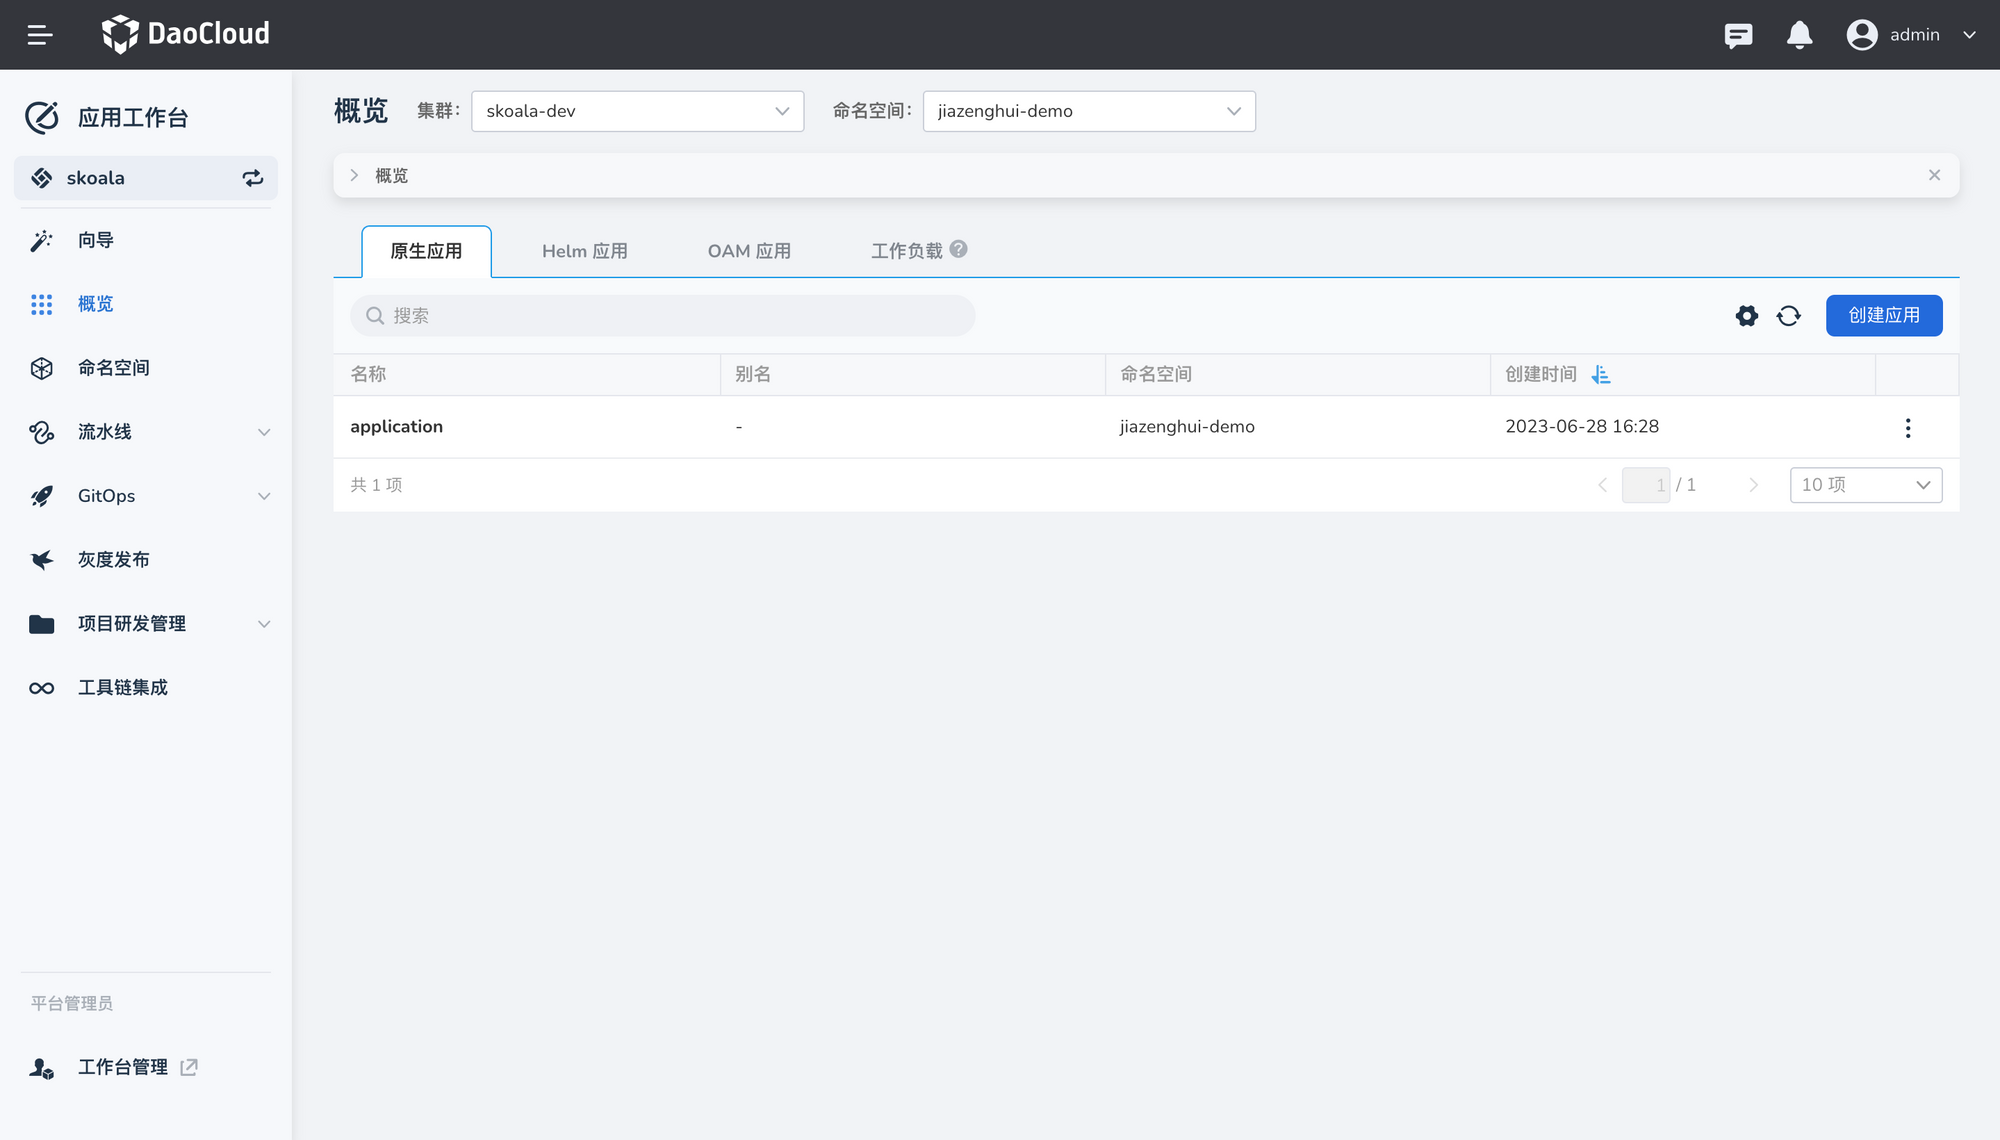 DaoCloud
admin
应用工作台
skoala
向导
概览
命名空间
流水线
GitOps
灰度发布
项目研发管理
工具链集成
平台管理员
工作台管理
概览 集群: skoala-dev 命名空间: jiazenghui-demo
概览
原生应用 Helm 应用 OAM 应用 工作负载 ?
搜索 创建应用
名称 别名 命名空间 创建时间
application - jiazenghui-demo 2023-06-28 16:28
共 1 项 1 / 1 10 项